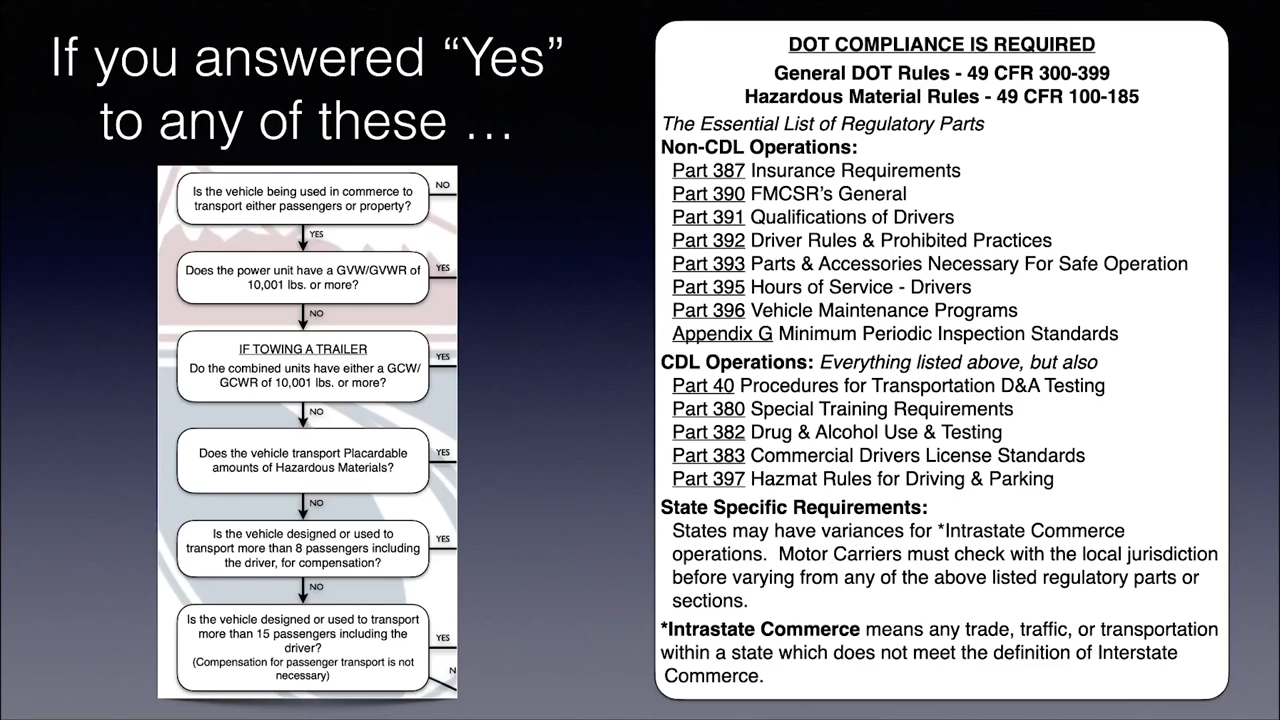 If you answered “Yes”
to any of these …
Is the vehicle being used in commerce to
transport either passengers or property?
NO
YES
Does the power unit have a GVW/GVWR of
10,001 lbs. or more?
YES
NO
IF TOWING A TRAILER
Do the combined units have either a GCW/
GCWR of 10,001 lbs. or more?
YES
NO
Does the vehicle transport Placardable
amounts of Hazardous Materials?
YES
NO
Is the vehicle designed or used to
transport more than 8 passengers including
the driver, for compensation?
YES
NO
Is the vehicle designed or used to transport
more than 15 passengers including the
driver?
(Compensation for passenger transport is not
necessary)
YES
N
DOT COMPLIANCE IS REQUIRED
General DOT Rules - 49 CFR 300-399
Hazardous Material Rules - 49 CFR 100-185
The Essential List of Regulatory Parts
Non-CDL Operations:
Part 387 Insurance Requirements
Part 390 FMCSR’s General
Part 391 Qualifications of Drivers
Part 392 Driver Rules & Prohibited Practices
Part 393 Parts & Accessories Necessary For Safe Operation
Part 395 Hours of Service - Drivers
Part 396 Vehicle Maintenance Programs
Appendix G Minimum Periodic Inspection Standards
CDL Operations: Everything listed above, but also
Part 40 Procedures for Transportation D&A Testing
Part 380 Special Training Requirements
Part 382 Drug & Alcohol Use & Testing
Part 383 Commercial Drivers License Standards
Part 397 Hazmat Rules for Driving & Parking
State Specific Requirements:
States may have variances for *Intrastate Commerce
operations. Motor Carriers must check with the local jurisdiction
before varying from any of the above listed regulatory parts or
sections.
*Intrastate Commerce means any trade, traffic, or transportation
within a state which does not meet the definition of Interstate
Commerce.